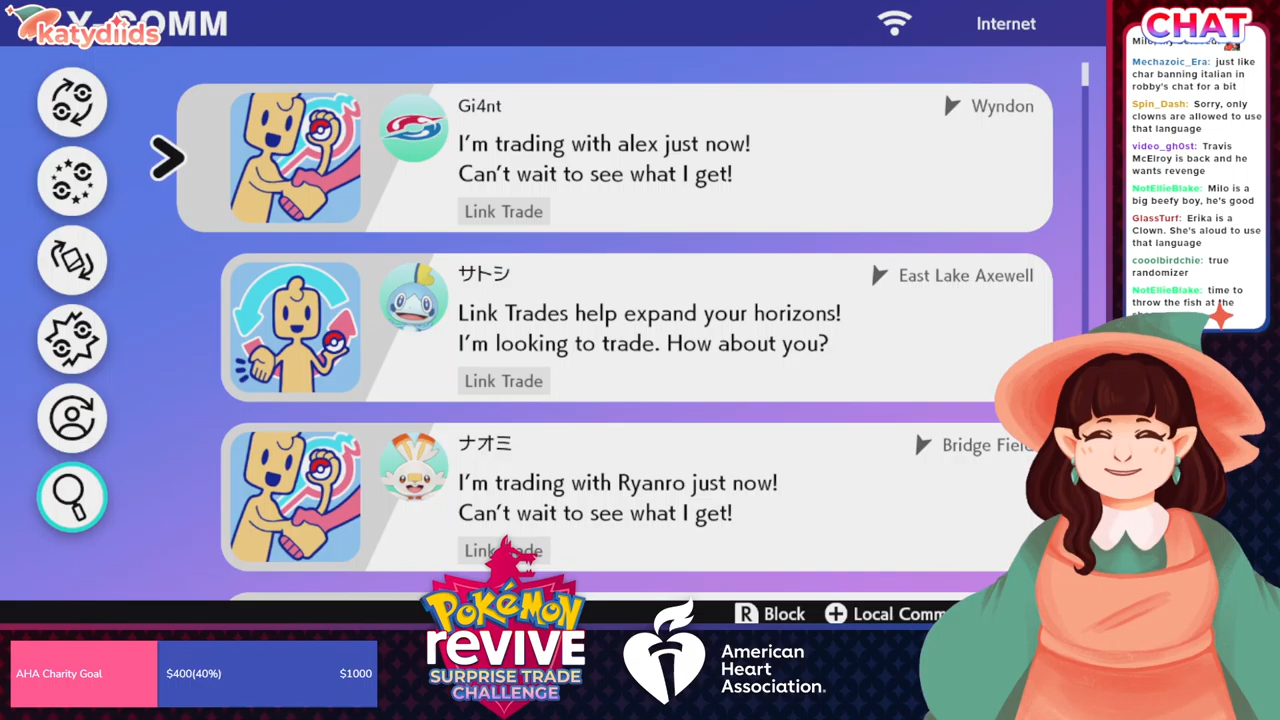 katydiids
COMM
Internet
Gi4nt
Wyndon
I'm trading with alex just now!
Can't wait to see what I get!
Link Trade
サトシ
East Lake Axewell
Link Trades help expand your horizons!
I'm looking to trade. How about you?
Link Trade
ナオミ
Bridge Fiel
I'm trading with Ryanro just now!
Can't wait to see what I get!
Link Trade
R Block
Local Comm
CHAT
Mechazoic_Era: just like
char banning italian in
robby's chat for a bit
Spin_Dash: Sorry, only
clowns are allowed to use
that language
video_gh0st: Travis
McElroy is back and he
wants revenge
NotEllieBlake: Milo is a
big beefy boy, he's good
GlassTurf: Erika is a
Clown. She's aloud to use
that language
cooolbirchie: true
randomizer
NotEllieBlake: time to
throw the fish at the
AHA Charity Goal
$400(40%)
$1000
POKéMON
REVIVE
SURPRISE TRADE
CHALLENGE
American
Heart
Association®